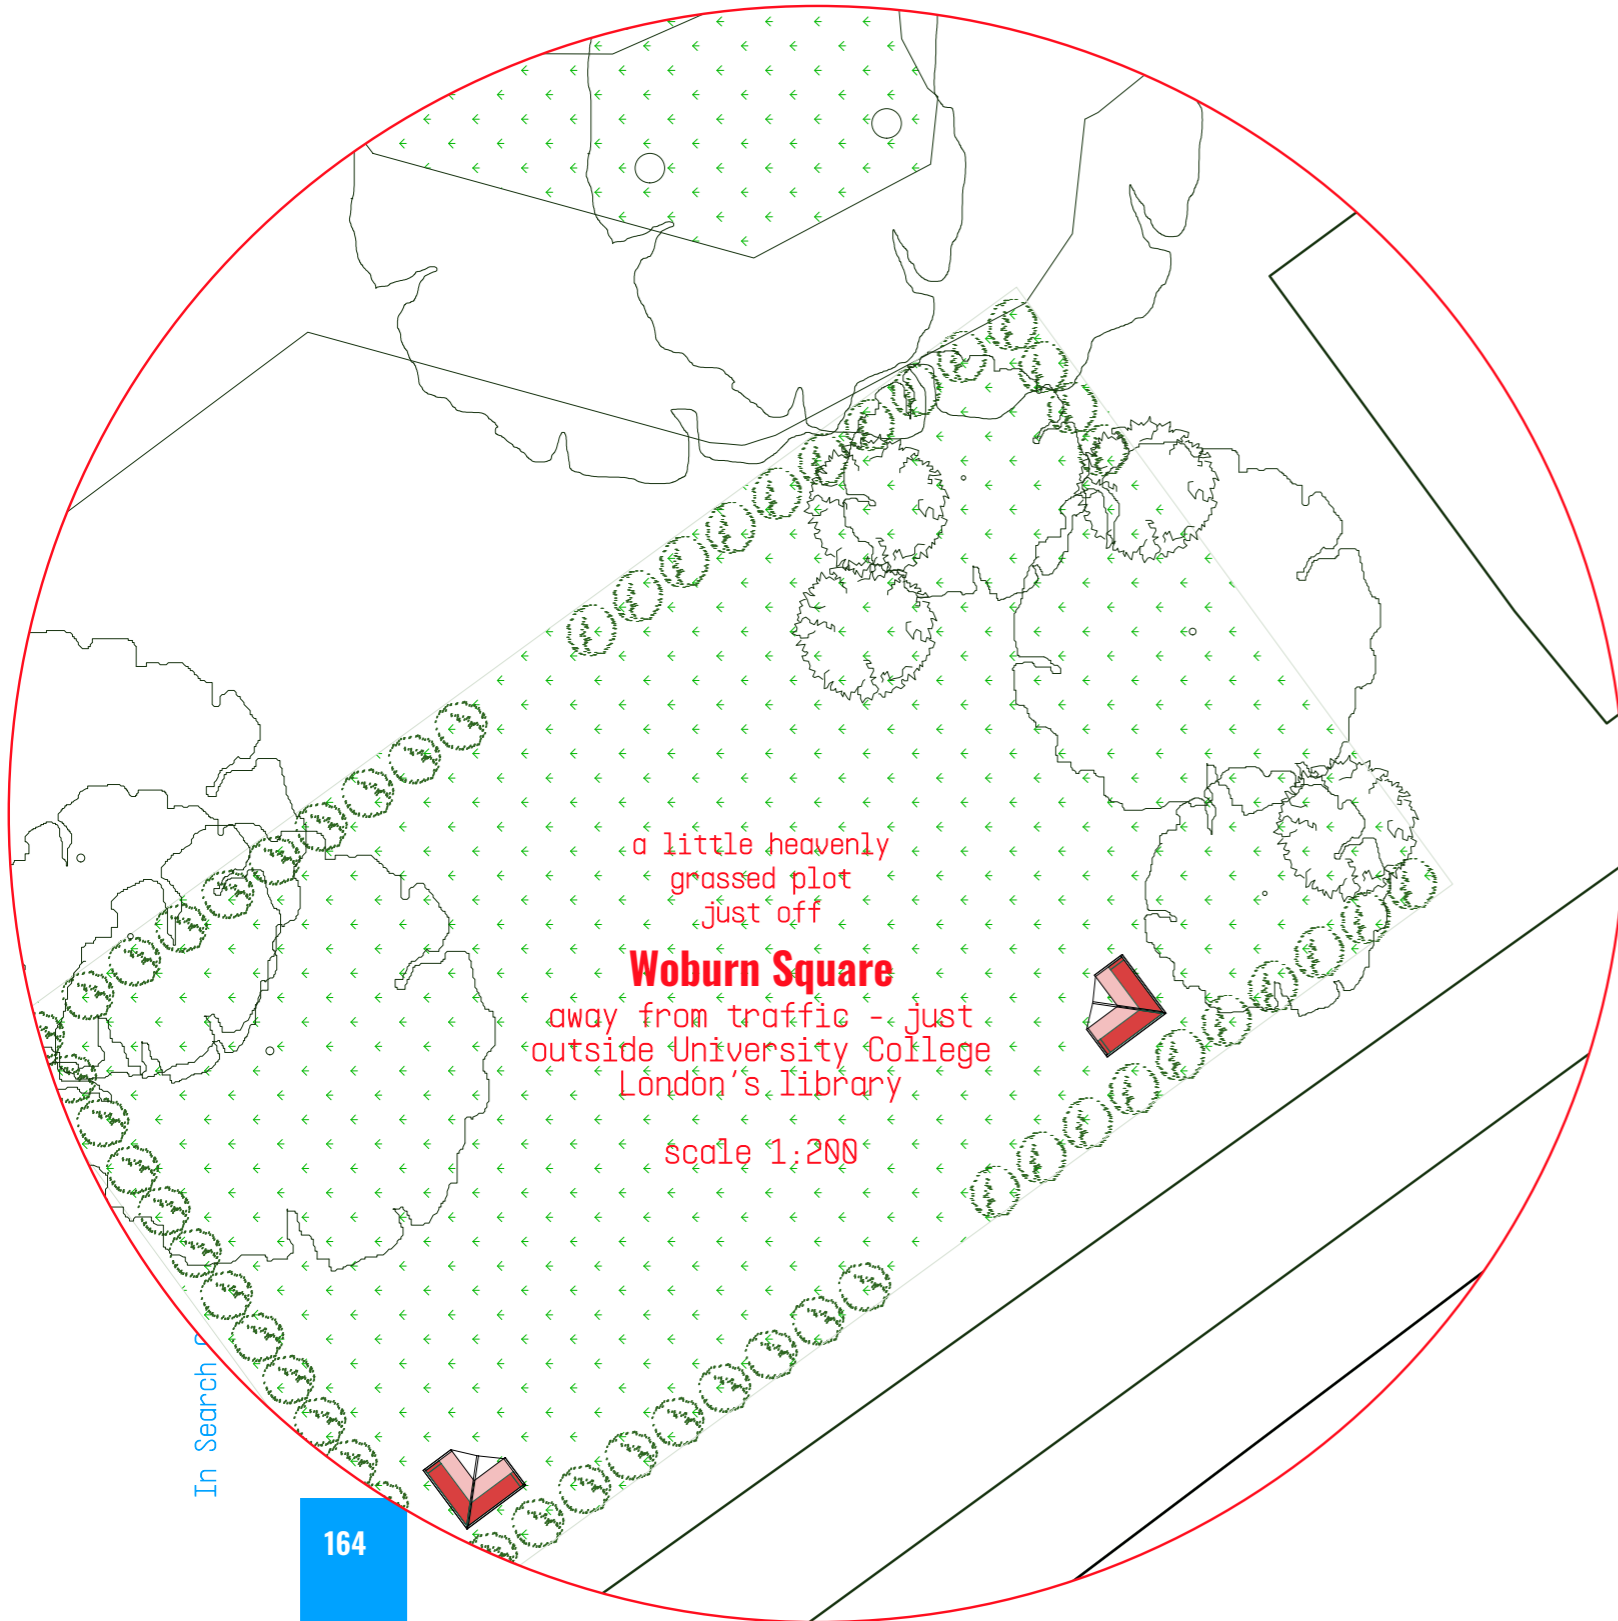 a little heavenly
grassed plot
just off
Woburn Square
away from traffic - just
outside University College
London's library
scale 1:200
In Search
164